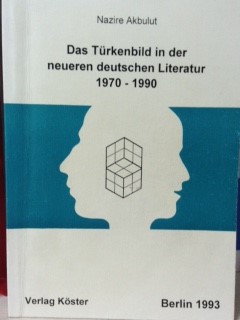 Nazire Akbulut
Das Türkenbild in der
neueren deutschen Literatur
1970 - 1990
Verlag Köster
Berlin 1993